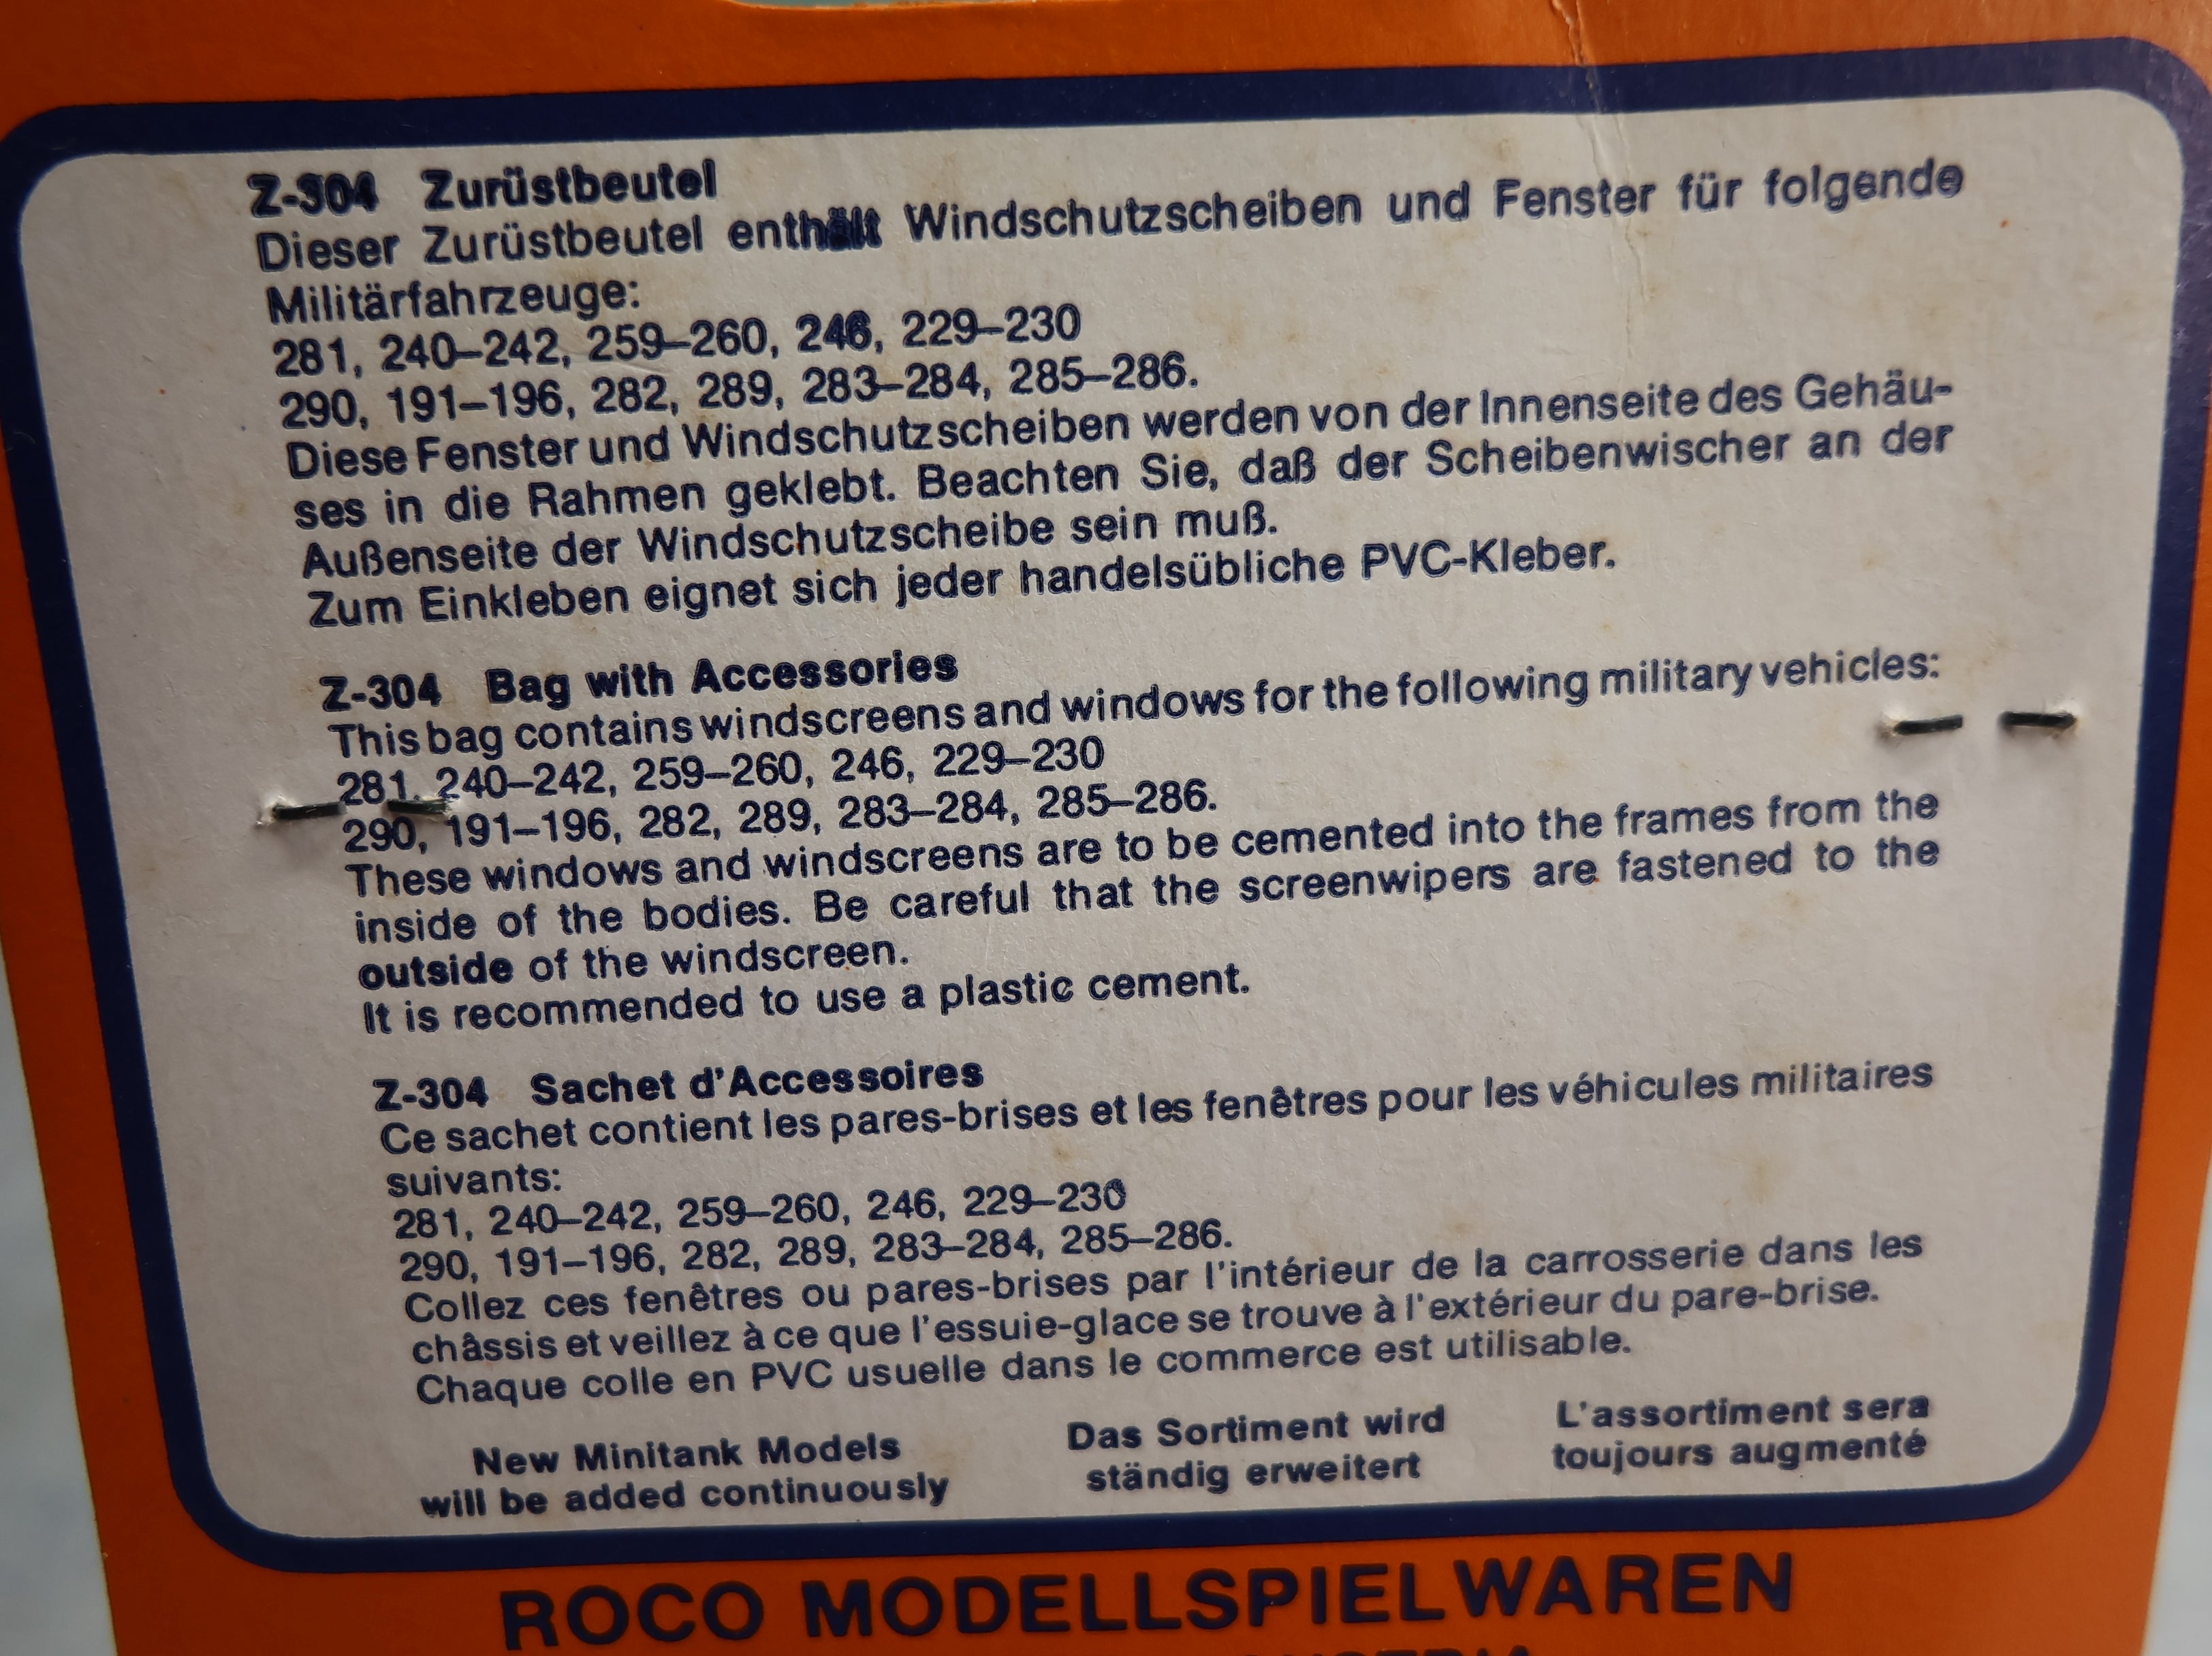 Z-304 Zurüstbeutel
Dieser Zurüstbeutel enthält Windschutzscheiben und Fenster für folgende
Militärfahrzeuge:
281, 240–242, 259–260, 246, 229–230
290, 191–196, 282, 289, 283–284, 285–286.
Diese Fenster und Windschutzscheiben werden von der Innenseite des Gehäu-
ses in die Rahmen geklebt. Beachten Sie, daß der Scheibenwischer an der
Außenseite der Windschutzscheibe sein muß.
Zum Einkleben eignet sich jeder handelsübliche PVC-Kleber.
Z-304 Bag with Accessories
This bag contains windscreens and windows for the following military vehicles:
281, 240–242, 259–260, 246, 229–230
290, 191–196, 282, 289, 283–284, 285–286.
These windows and windscreens are to be cemented into the frames from the
inside of the bodies. Be careful that the screenwipers are fastened to the
outside of the windscreen.
It is recommended to use a plastic cement.
Z-304 Sachet d'Accessoires
Ce sachet contient les pares-brises et les fenêtres pour les véhicules militaires
suivants:
281, 240–242, 259–260, 246, 229–230
290, 191–196, 282, 289, 283–284, 285–286.
Collez ces fenêtres ou pares-brises par l'intérieur de la carrosserie dans les
châssis et veillez à ce que l'essuie-glace se trouve à l'extérieur du pare-brise.
Chaque colle en PVC usuelle dans le commerce est utilisable.
New Minitank Models
will be added continuously
Das Sortiment wird
ständig erweitert
L'assortiment sera
toujours augmenté
ROCO MODELLSPIELWAREN